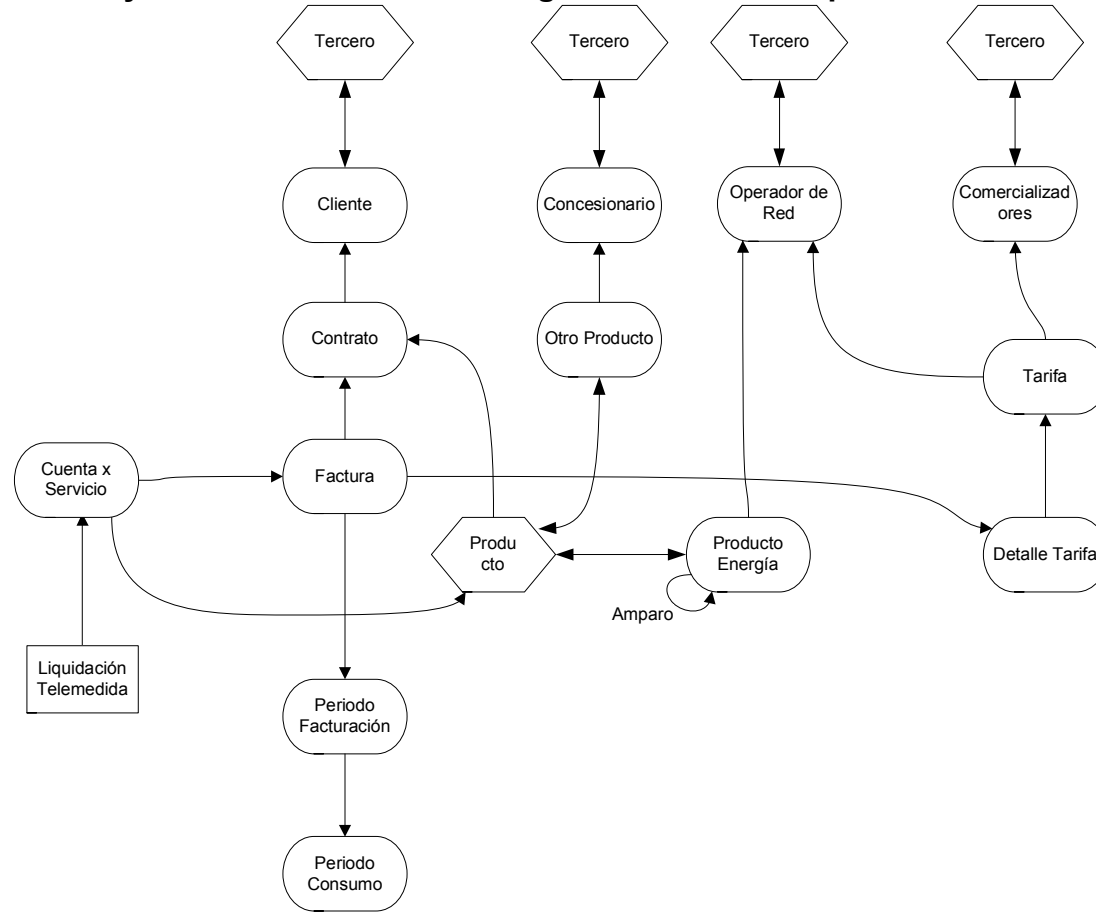 Tercero
Tercero
Tercero
Tercero
Cliente
Concesionario
Operador de
Red
Comercializad
ores
Contrato
Otro Producto
Tarifa
Cuenta x
Servicio
Factura
Produ
cto
Producto
Energía
Detalle Tarifa
Amparo
Liquidación
Telemedida
Periodo
Facturación
Periodo
Consumo